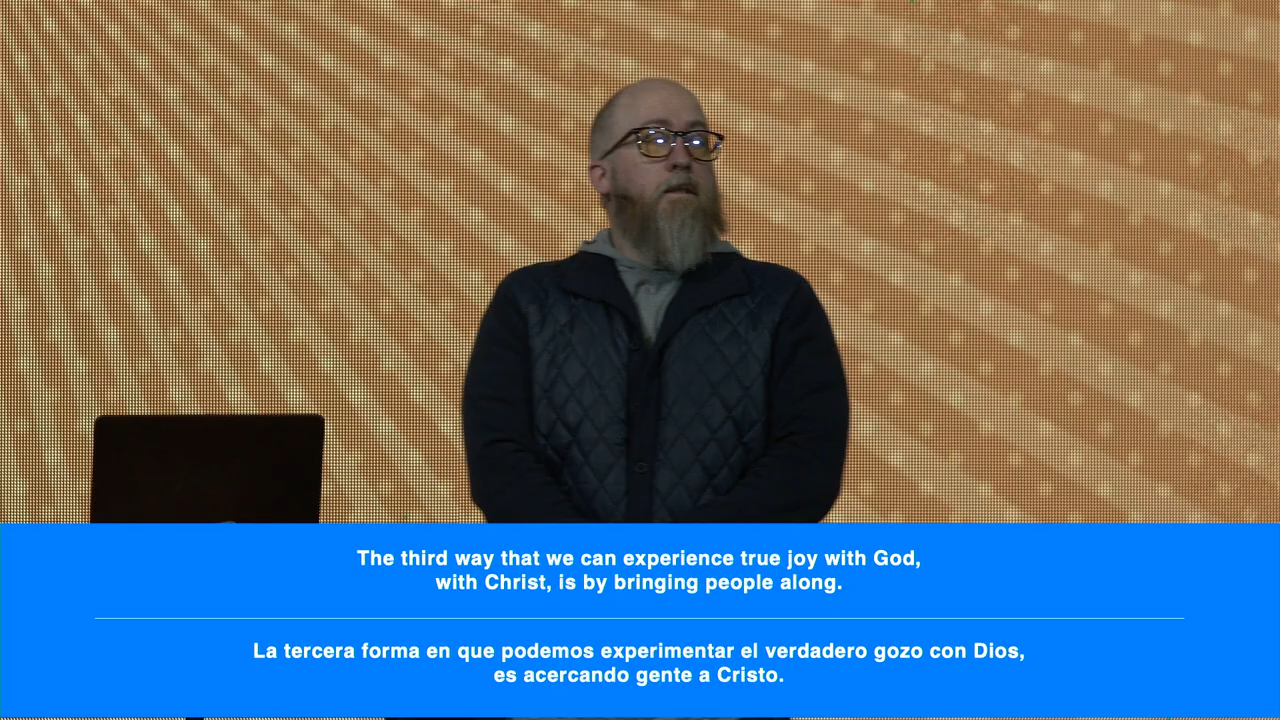 The third way that we can experience true joy with God,
with Christ, is by bringing people along.
La tercera forma en que podemos experimentar el verdadero gozo con Dios,
es acercando gente a Cristo.